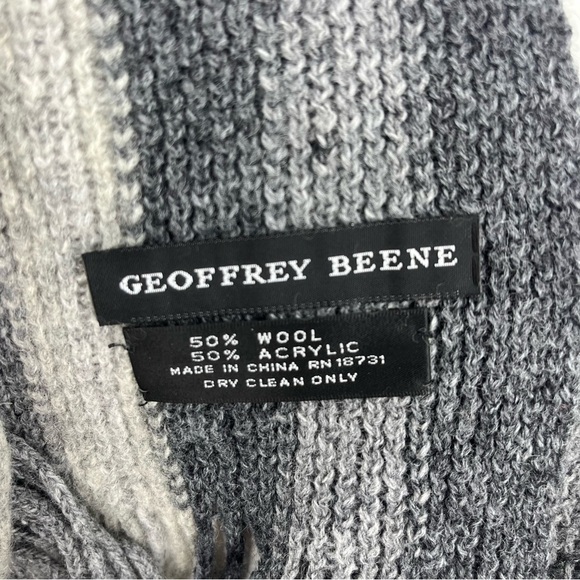 GEOFFREY BEENE
50% WOOL
50% ACRYLIC
MADE IN CHINA RN 18731
DRY CLEAN ONLY